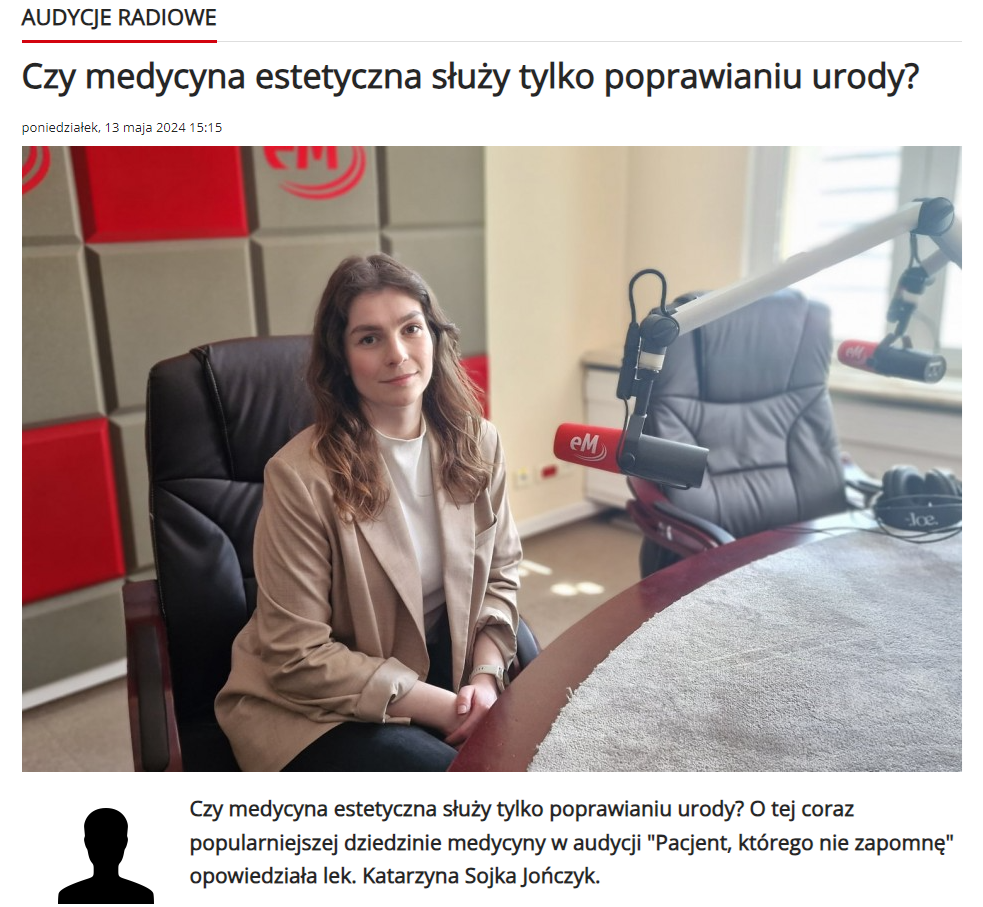 AUDYCJE RADIOWE
Czy medycyna estetyczna służy tylko poprawianiu urody?
poniedziałek, 13 maja 2024 15:15
eM
eM
eM
Joe.
Czy medycyna estetyczna służy tylko poprawianiu urody? O tej coraz
popularniejszej dziedzinie medycyny w audycji "Pacjent, którego nie zapomnę"
opowiedziała lek. Katarzyna Sojka Jończyk.